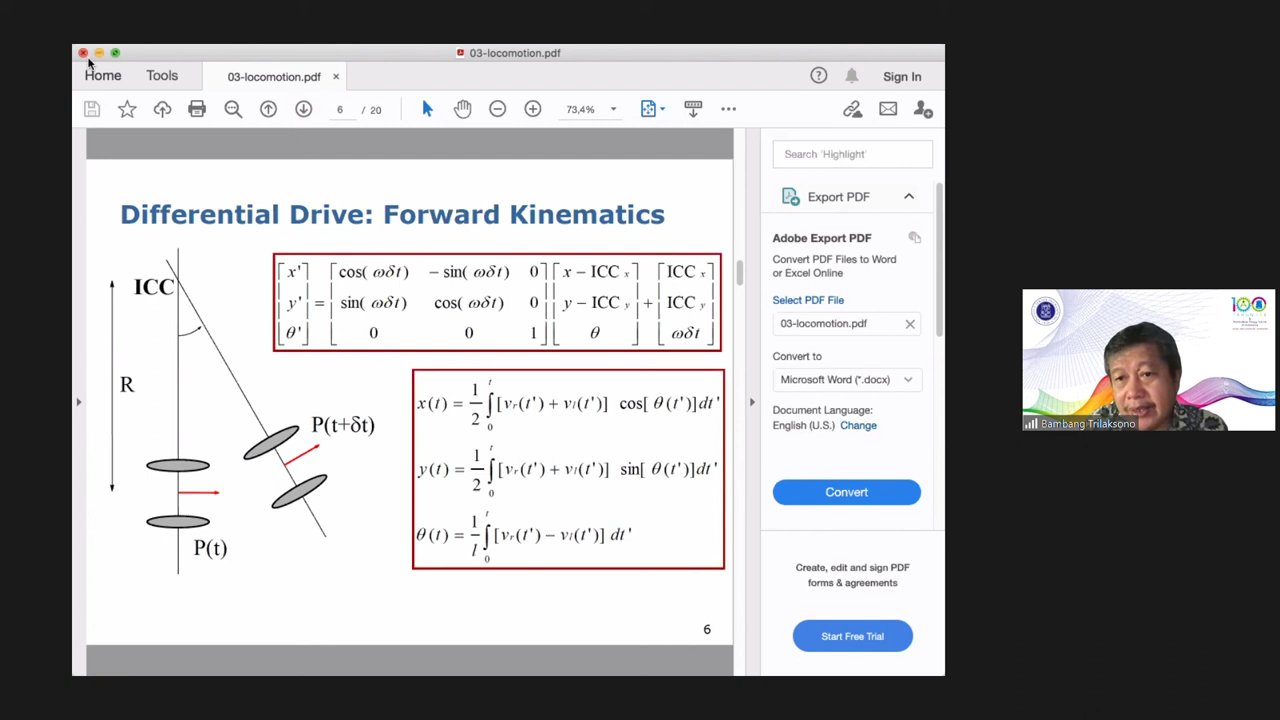 03-locomotion.pdf
Home Tools 03-locomotion.pdf × Sign In
6 / 20 73,4%
Search 'Highlight'
Export PDF
Adobe Export PDF
Convert PDF Files to Word
or Excel Online
Select PDF File
03-locomotion.pdf
Convert to
Microsoft Word (*.docx)
Document Language:
English (U.S.) Change
Convert
Create, edit and sign PDF
forms & agreements
Start Free Trial
Differential Drive: Forward Kinematics
ICC
R
P(t+δt)
P(t)
x' cos( ωδt) − sin( ωδt) 0 x − ICC x ICC x
y' = sin( ωδt) cos( ωδt) 0 y − ICC y + ICC y
θ' 0 0 1 θ ωδt
x(t) = 1/2 ∫₀ᵗ [vr(t') + vl(t')] cos[ θ(t')]dt'
y(t) = 1/2 ∫₀ᵗ [vr(t') + vl(t')] sin[ θ(t')]dt'
θ(t) = 1/l ∫₀ᵗ [vr(t') − vl(t')] dt'
6
Bambang Trilaksono